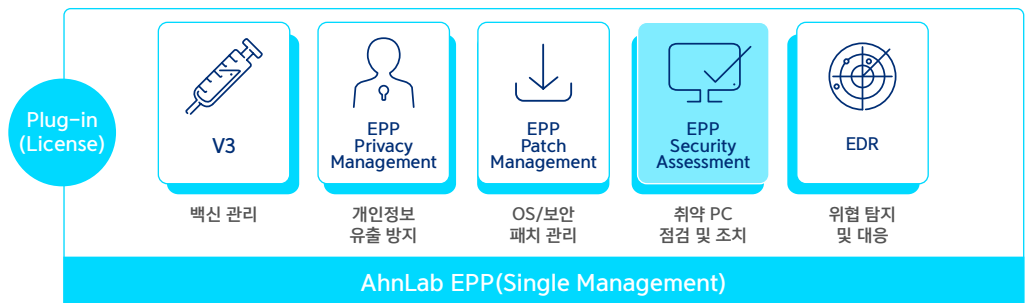 Plug-in
(License)
V3
백신 관리
EPP
Privacy
Management
개인정보
유출 방지
EPP
Patch
Management
OS/보안
패치 관리
EPP
Security
Assessment
취약 PC
점검 및 조치
EDR
위협 탐지
및 대응
AhnLab EPP(Single Management)